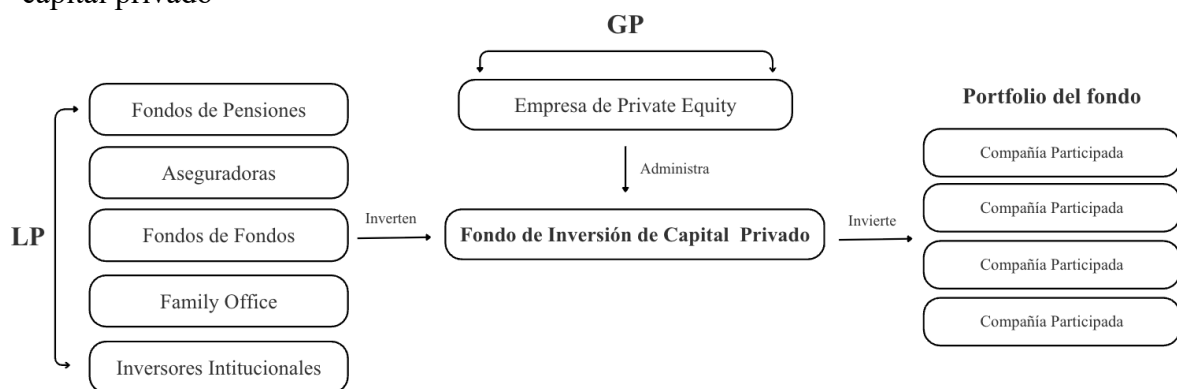 capital privado
GP
Empresa de Private Equity
Administra
LP
Fondos de Pensiones
Aseguradoras
Fondos de Fondos
Family Office
Inversores Intitucionales
Inverten
Fondo de Inversión de Capital Privado
Invierte
Portfolio del fondo
Compañía Participada
Compañía Participada
Compañía Participada
Compañía Participada